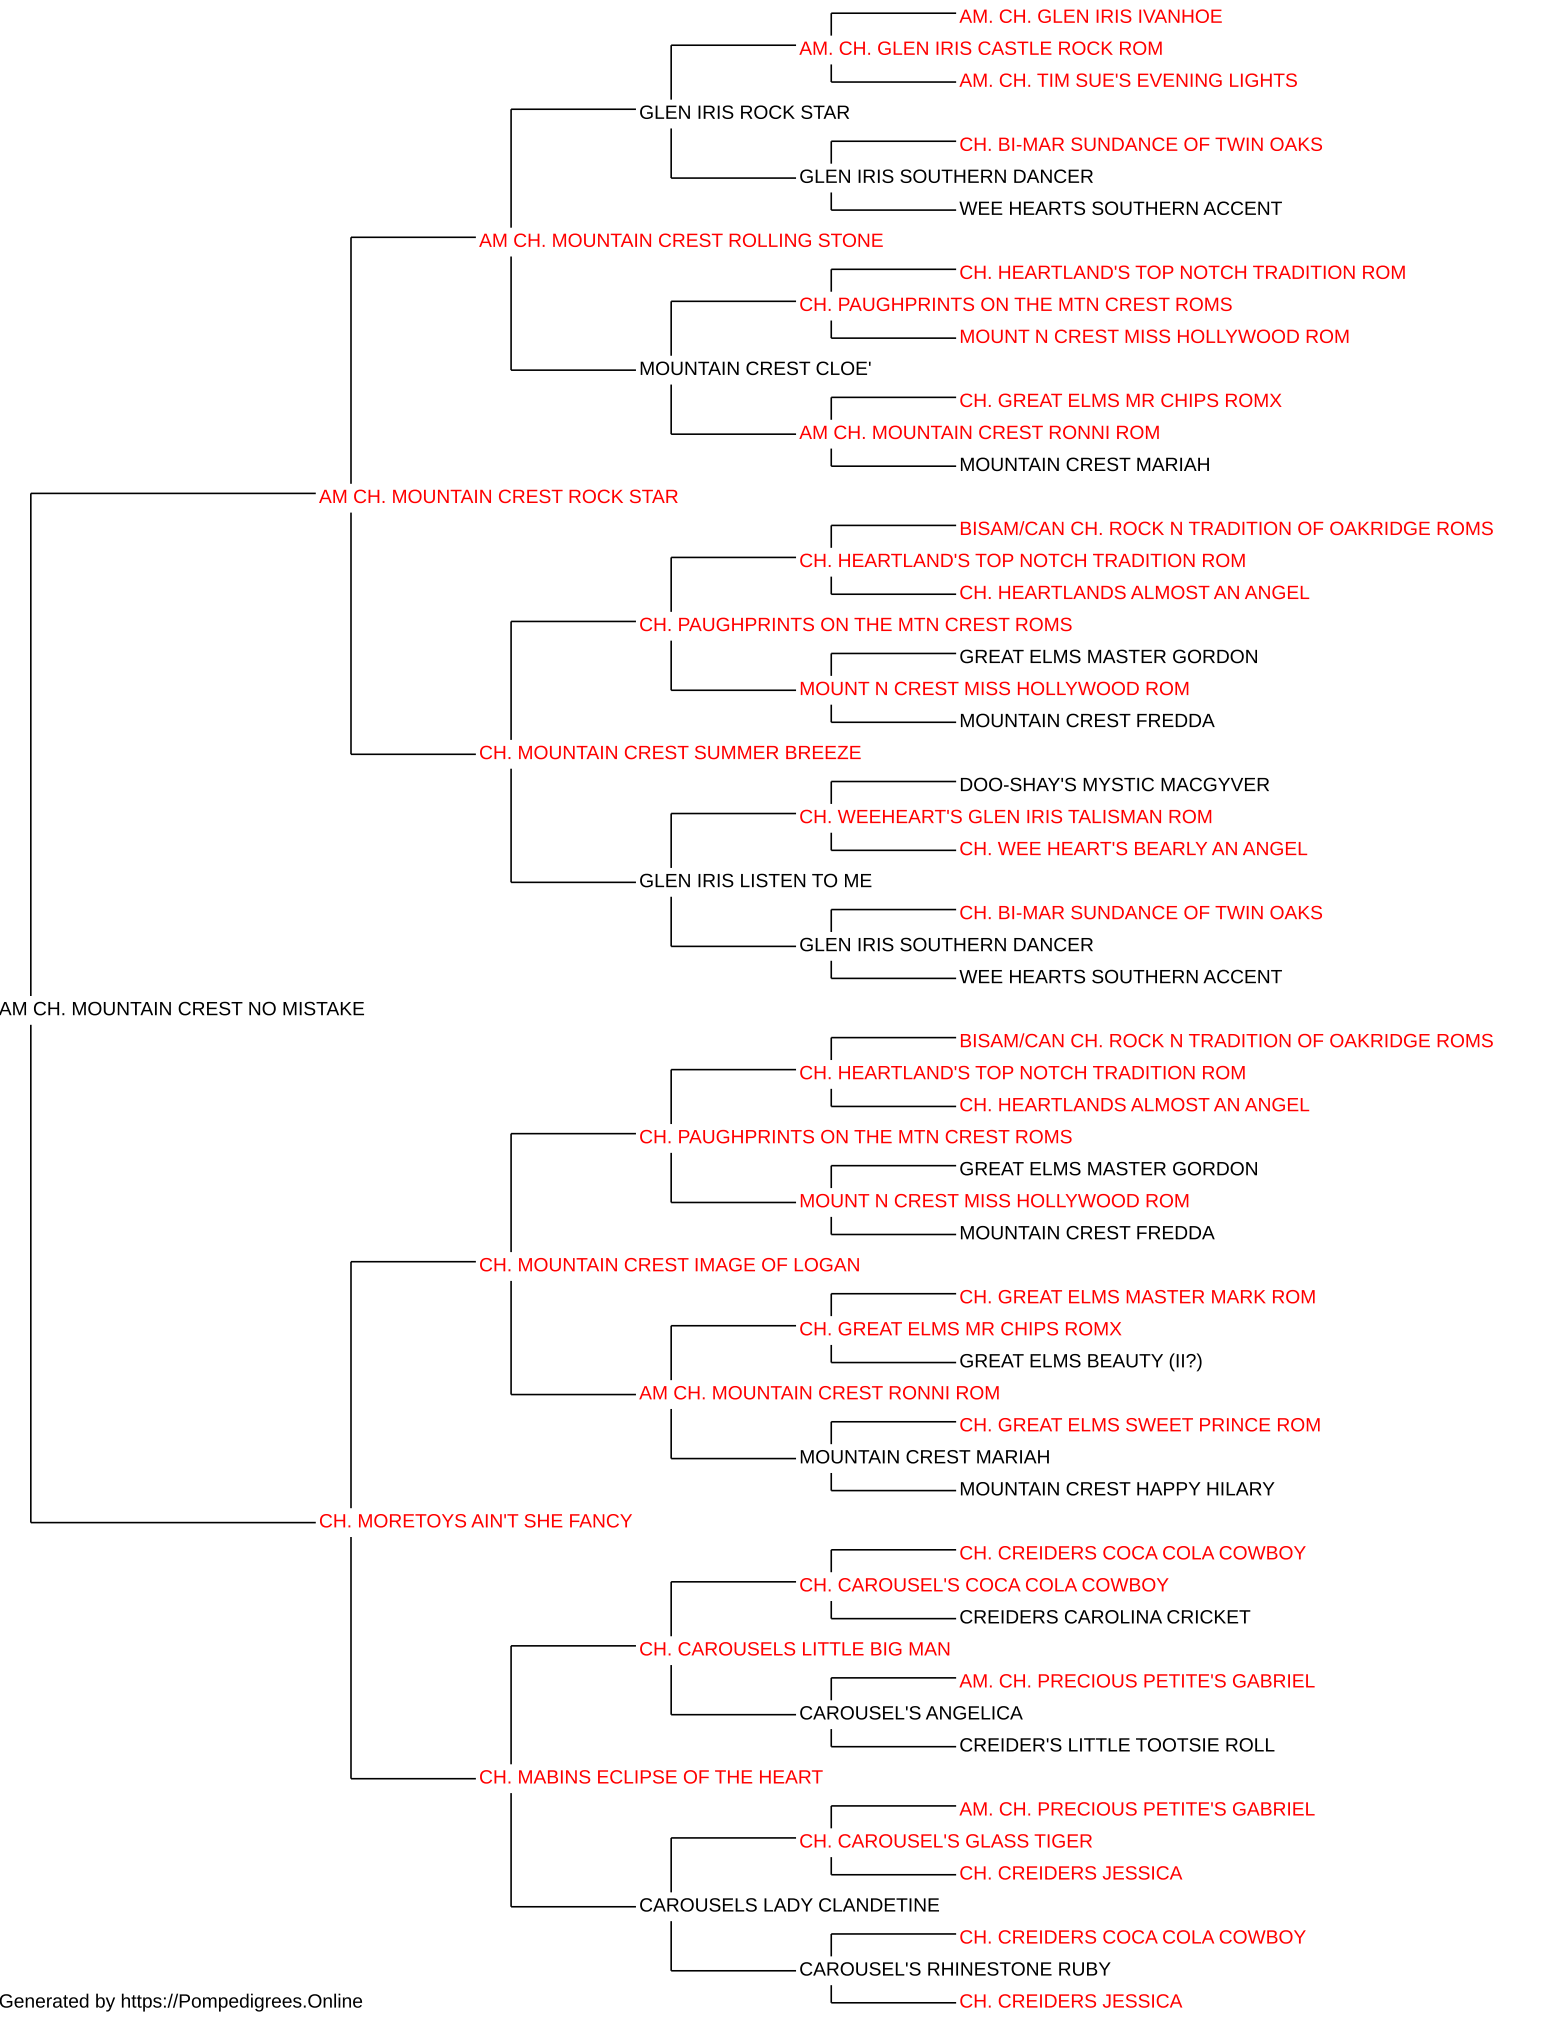 AM. CH. GLEN IRIS IVANHOE
AM. CH. GLEN IRIS CASTLE ROCK ROM
AM. CH. TIM SUE'S EVENING LIGHTS
GLEN IRIS ROCK STAR
CH. BI-MAR SUNDANCE OF TWIN OAKS
GLEN IRIS SOUTHERN DANCER
WEE HEARTS SOUTHERN ACCENT
AM CH. MOUNTAIN CREST ROLLING STONE
CH. HEARTLAND'S TOP NOTCH TRADITION ROM
CH. PAUGHPRINTS ON THE MTN CREST ROMS
MOUNT N CREST MISS HOLLYWOOD ROM
MOUNTAIN CREST CLOE'
CH. GREAT ELMS MR CHIPS ROMX
AM CH. MOUNTAIN CREST RONNI ROM
MOUNTAIN CREST MARIAH
AM CH. MOUNTAIN CREST ROCK STAR
BISAM/CAN CH. ROCK N TRADITION OF OAKRIDGE ROMS
CH. HEARTLAND'S TOP NOTCH TRADITION ROM
CH. HEARTLANDS ALMOST AN ANGEL
CH. PAUGHPRINTS ON THE MTN CREST ROMS
GREAT ELMS MASTER GORDON
MOUNT N CREST MISS HOLLYWOOD ROM
MOUNTAIN CREST FREDDA
CH. MOUNTAIN CREST SUMMER BREEZE
DOO-SHAY'S MYSTIC MACGYVER
CH. WEEHEART'S GLEN IRIS TALISMAN ROM
CH. WEE HEART'S BEARLY AN ANGEL
GLEN IRIS LISTEN TO ME
CH. BI-MAR SUNDANCE OF TWIN OAKS
GLEN IRIS SOUTHERN DANCER
WEE HEARTS SOUTHERN ACCENT
AM CH. MOUNTAIN CREST NO MISTAKE
BISAM/CAN CH. ROCK N TRADITION OF OAKRIDGE ROMS
CH. HEARTLAND'S TOP NOTCH TRADITION ROM
CH. HEARTLANDS ALMOST AN ANGEL
CH. PAUGHPRINTS ON THE MTN CREST ROMS
GREAT ELMS MASTER GORDON
MOUNT N CREST MISS HOLLYWOOD ROM
MOUNTAIN CREST FREDDA
CH. MOUNTAIN CREST IMAGE OF LOGAN
CH. GREAT ELMS MASTER MARK ROM
CH. GREAT ELMS MR CHIPS ROMX
GREAT ELMS BEAUTY (II?)
AM CH. MOUNTAIN CREST RONNI ROM
CH. GREAT ELMS SWEET PRINCE ROM
MOUNTAIN CREST MARIAH
MOUNTAIN CREST HAPPY HILARY
CH. MORETOYS AIN'T SHE FANCY
CH. CREIDERS COCA COLA COWBOY
CH. CAROUSEL'S COCA COLA COWBOY
CREIDERS CAROLINA CRICKET
CH. CAROUSELS LITTLE BIG MAN
AM. CH. PRECIOUS PETITE'S GABRIEL
CAROUSEL'S ANGELICA
CREIDER'S LITTLE TOOTSIE ROLL
CH. MABINS ECLIPSE OF THE HEART
AM. CH. PRECIOUS PETITE'S GABRIEL
CH. CAROUSEL'S GLASS TIGER
CH. CREIDERS JESSICA
CAROUSELS LADY CLANDETINE
CH. CREIDERS COCA COLA COWBOY
CAROUSEL'S RHINESTONE RUBY
CH. CREIDERS JESSICA
Generated by https://Pompedigrees.Online